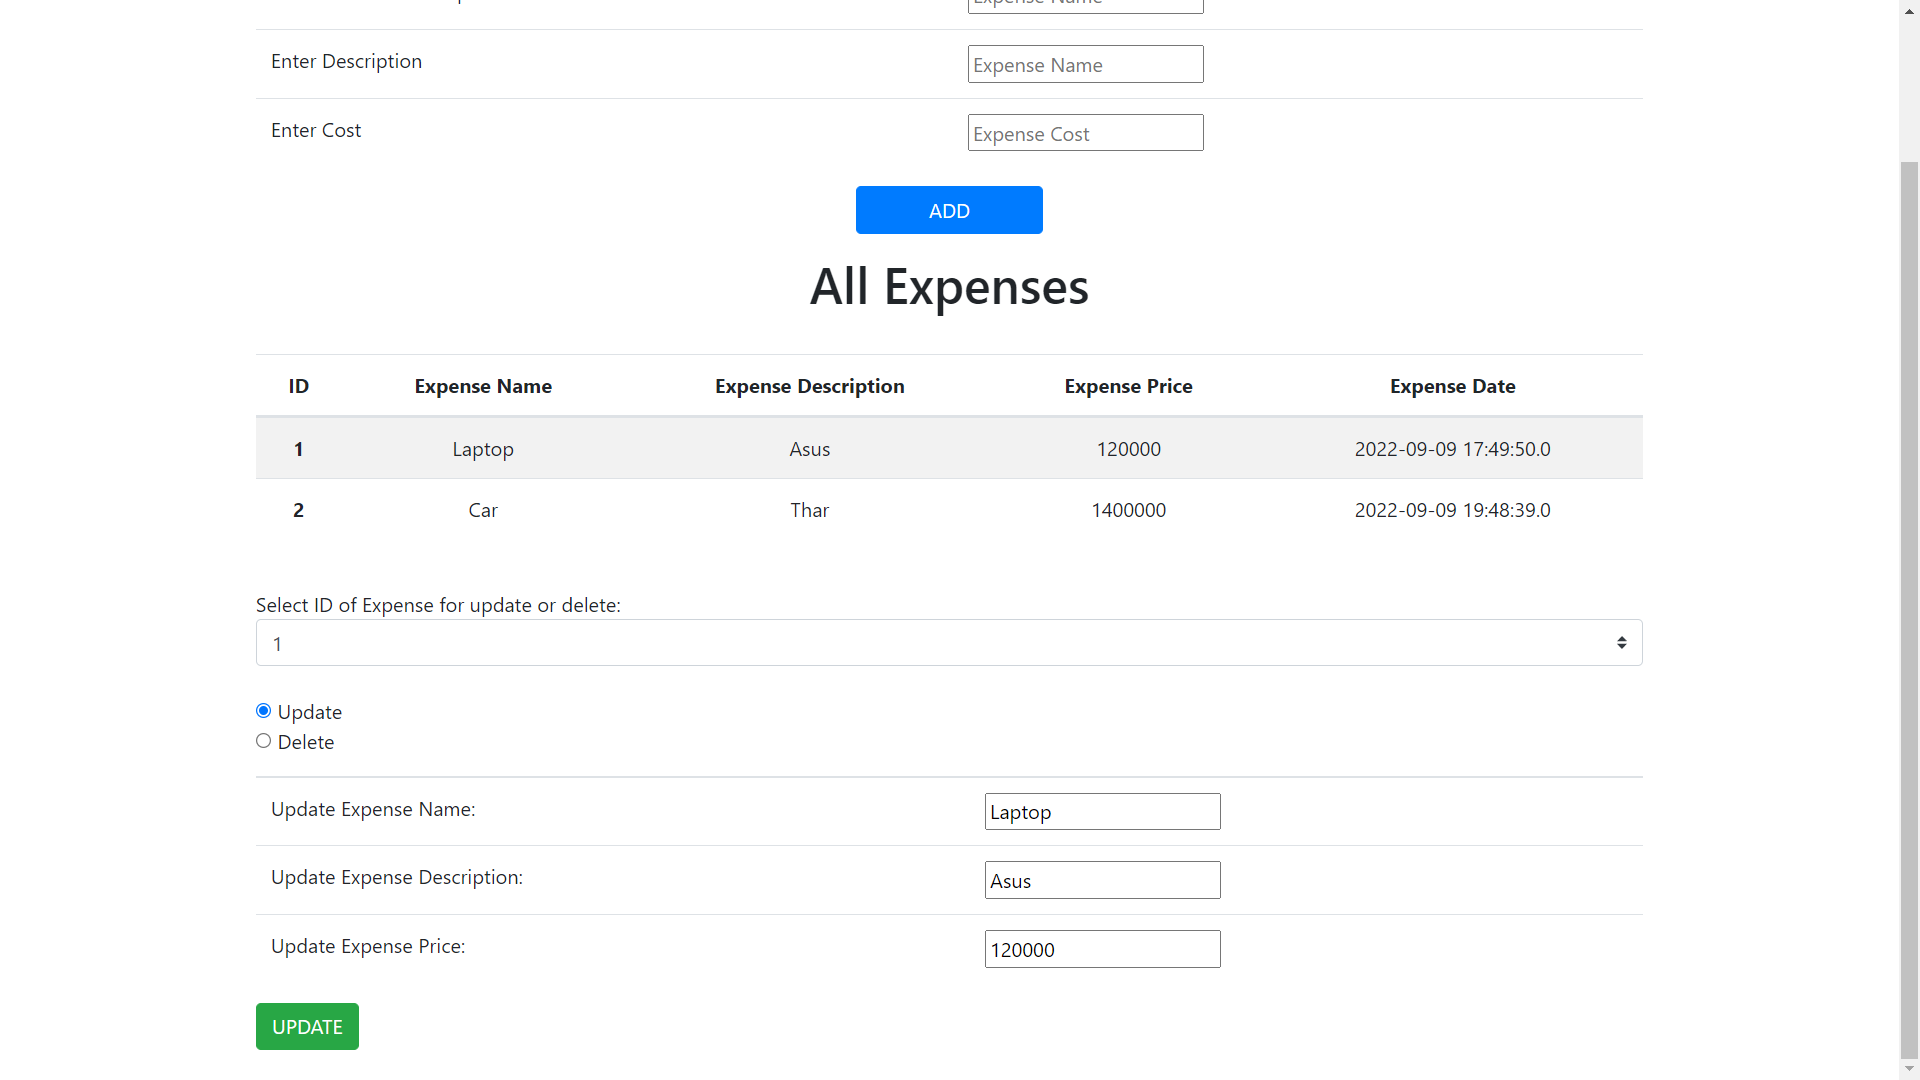 Enter Description Expense Name
Enter Cost Expense Cost
ADD
All Expenses
ID Expense Name Expense Description Expense Price Expense Date
1 Laptop Asus 120000 2022-09-09 17:49:50.0
2 Car Thar 1400000 2022-09-09 19:48:39.0
Select ID of Expense for update or delete:
1
Update
Delete
Update Expense Name: Laptop
Update Expense Description: Asus
Update Expense Price: 120000
UPDATE